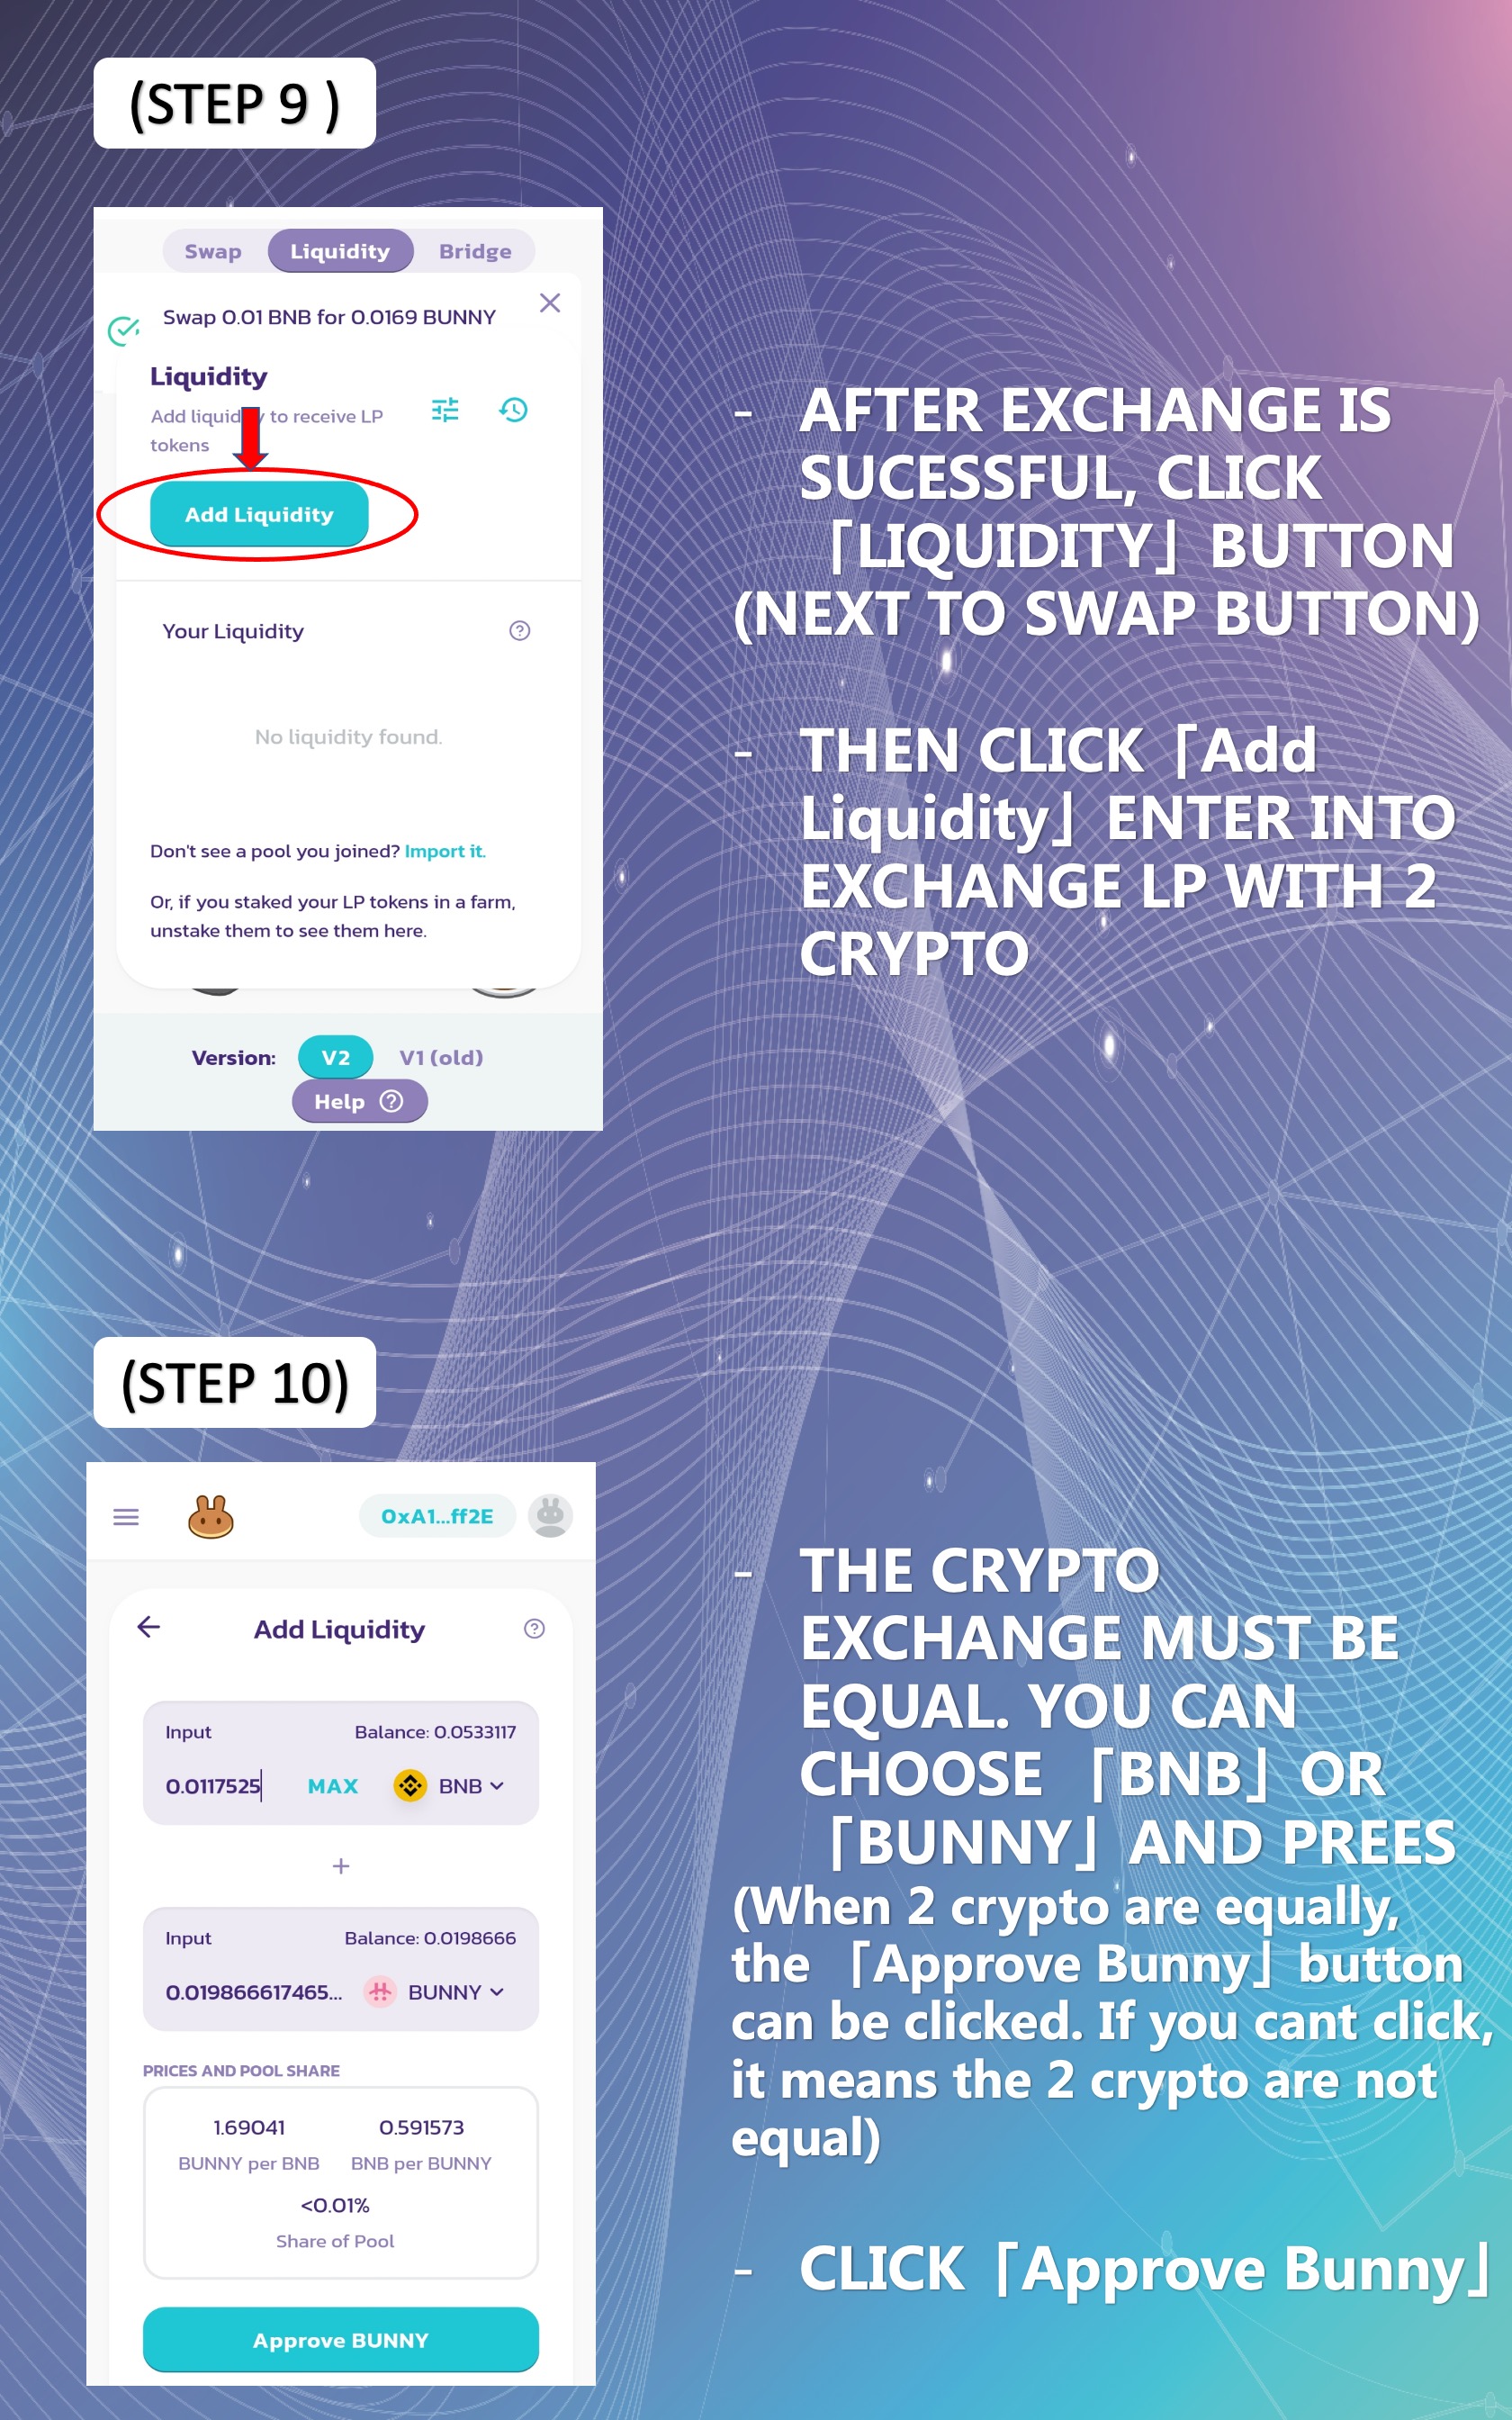 (STEP 9 )
Swap Liquidity Bridge
Swap 0.01 BNB for 0.0169 BUNNY
Liquidity
Add liquidity to receive LP
tokens
Add Liquidity
Your Liquidity
No liquidity found.
Don't see a pool you joined? Import it.
Or, if you staked your LP tokens in a farm,
unstake them to see them here.
Version: V2 V1 (old)
Help
- AFTER EXCHANGE IS
SUCESSFUL, CLICK
「LIQUIDITY」BUTTON
(NEXT TO SWAP BUTTON)
- THEN CLICK「Add
Liquidity」ENTER INTO
EXCHANGE LP WITH 2
CRYPTO
(STEP 10)
0xA1...ff2E
Add Liquidity
Input Balance: 0.0533117
0.0117525 MAX BNB
+
Input Balance: 0.0198666
0.019866617465... BUNNY
PRICES AND POOL SHARE
1.69041 0.591573
BUNNY per BNB BNB per BUNNY
<0.01%
Share of Pool
Approve BUNNY
- THE CRYPTO
EXCHANGE MUST BE
EQUAL. YOU CAN
CHOOSE 「BNB」OR
「BUNNY」AND PREES
(When 2 crypto are equally,
the 「Approve Bunny」button
can be clicked. If you cant click,
it means the 2 crypto are not
equal)
- CLICK「Approve Bunny」